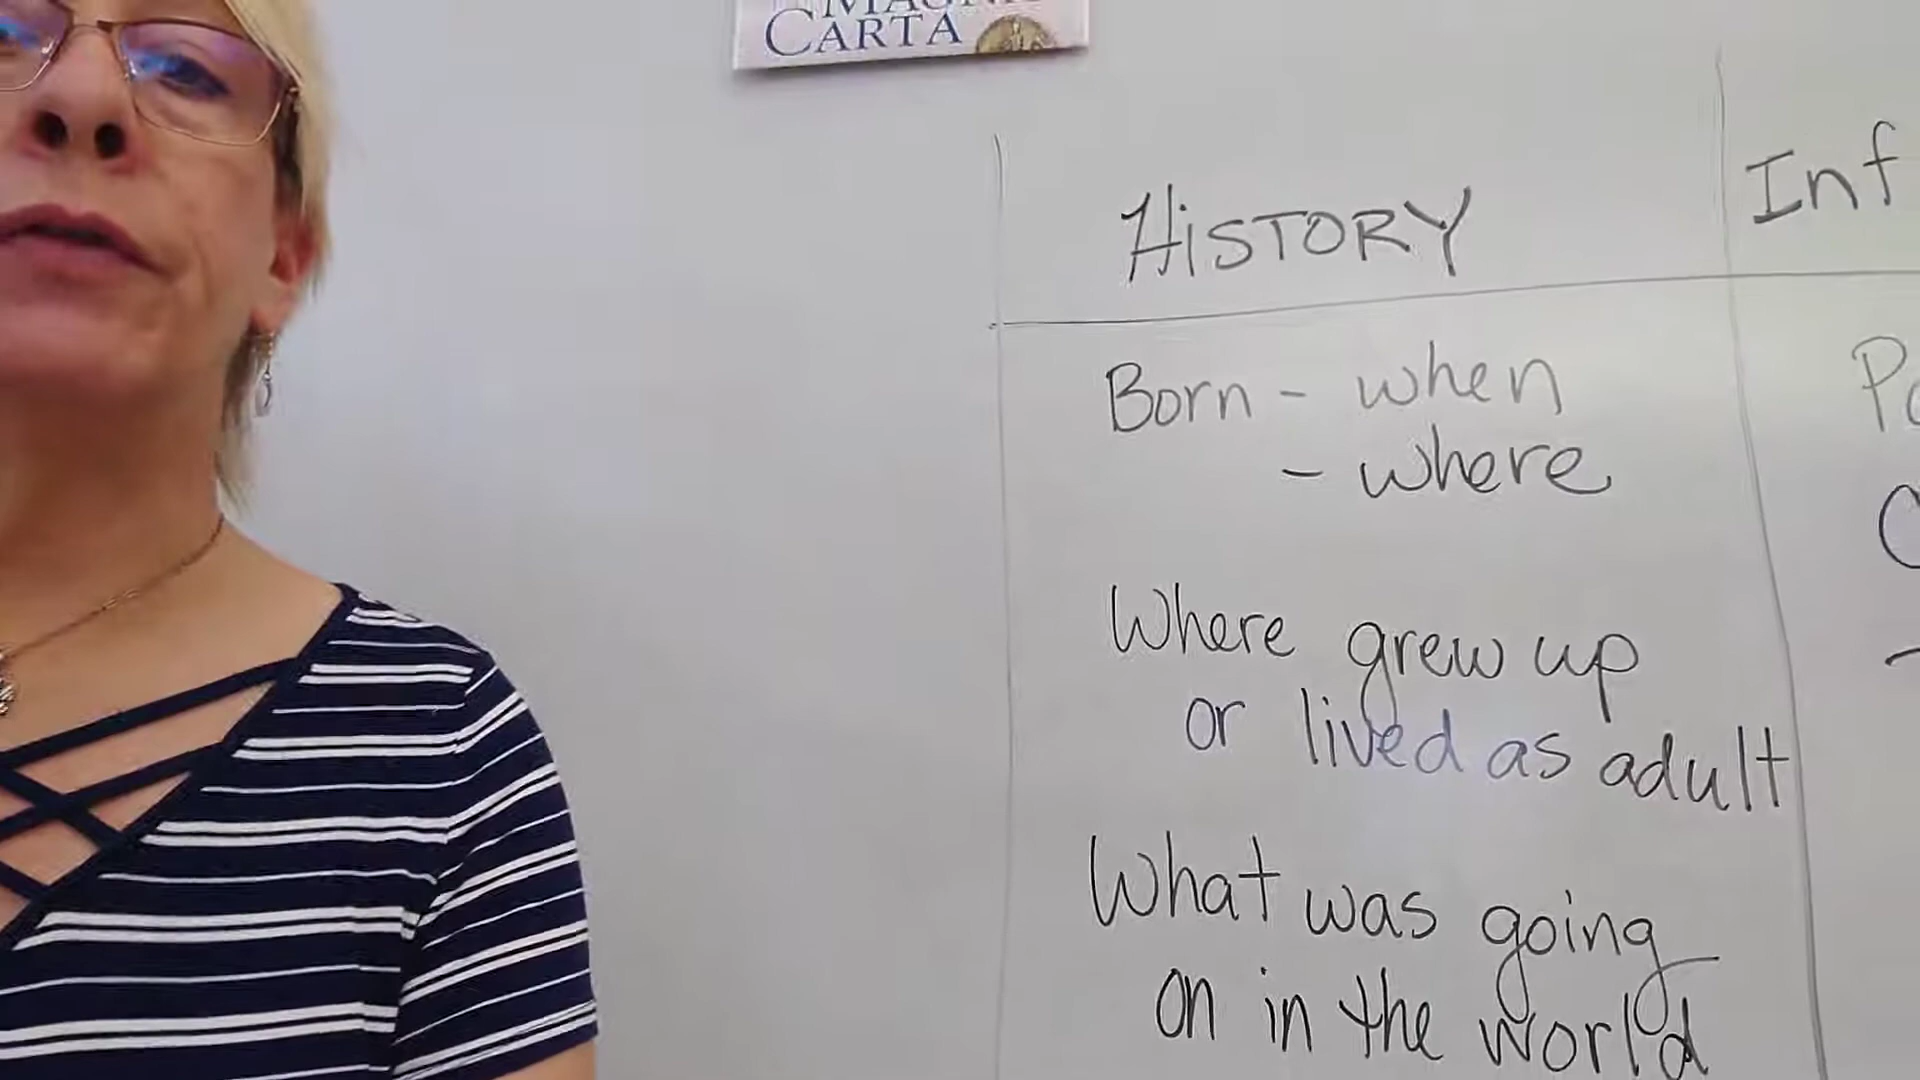 CARTA
HiSTORY
Born - when
- where
Where grew up
or lived as adult
What was going
on in the world
Inf